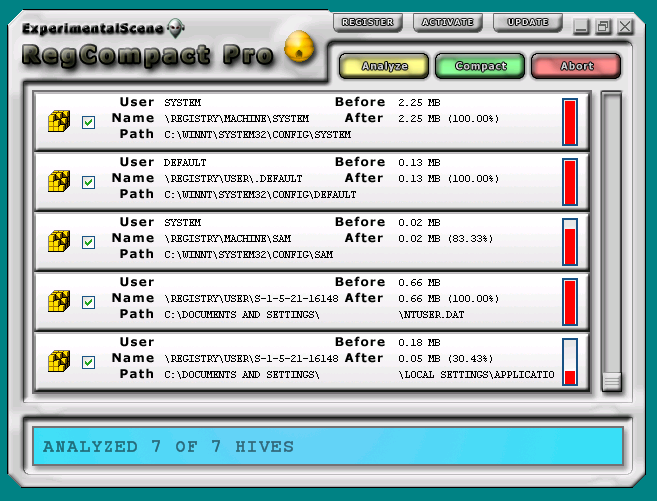 ExperimentalScene
REGISTER ACTIVATE UPDATE
RegCompact Pro
Analyze Compact Abort
User SYSTEM Before 2.25 MB
Name \REGISTRY\MACHINE\SYSTEM After 2.25 MB (100.00%)
Path C:\WINNT\SYSTEM32\CONFIG\SYSTEM
User DEFAULT Before 0.13 MB
Name \REGISTRY\USER\.DEFAULT After 0.13 MB (100.00%)
Path C:\WINNT\SYSTEM32\CONFIG\DEFAULT
User SYSTEM Before 0.02 MB
Name \REGISTRY\MACHINE\SAM After 0.02 MB (83.33%)
Path C:\WINNT\SYSTEM32\CONFIG\SAM
User Before 0.66 MB
Name \REGISTRY\USER\S-1-5-21-16148 After 0.66 MB (100.00%)
Path C:\DOCUMENTS AND SETTINGS\ \NTUSER.DAT
User Before 0.18 MB
Name \REGISTRY\USER\S-1-5-21-16148 After 0.05 MB (30.43%)
Path C:\DOCUMENTS AND SETTINGS\ \LOCAL SETTINGS\APPLICATIO
ANALYZED 7 OF 7 HIVES